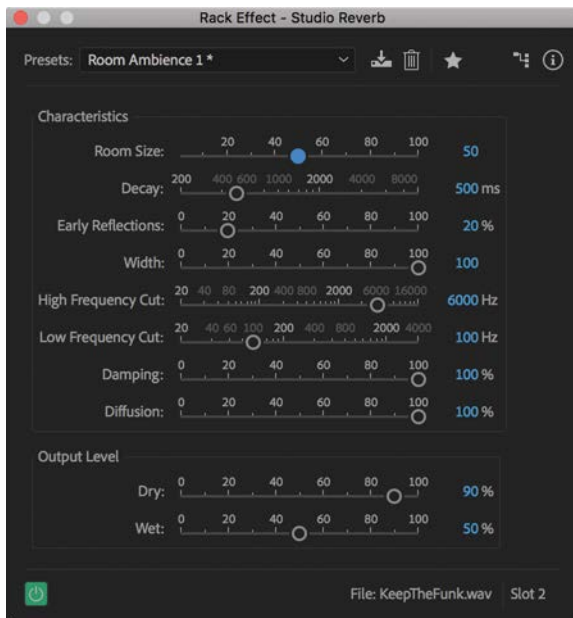 Rack Effect - Studio Reverb
Presets: Room Ambience 1 *
Characteristics
Room Size: 20 40 60 80 100 50
Decay: 200 400 600 1000 2000 4000 8000 500 ms
Early Reflections: 0 20 40 60 80 100 20 %
Width: 0 20 40 60 80 100 100
High Frequency Cut: 20 40 80 200 400 800 2000 6000 16000 6000 Hz
Low Frequency Cut: 20 40 60 100 200 400 800 2000 4000 100 Hz
Damping: 0 20 40 60 80 100 100 %
Diffusion: 0 20 40 60 80 100 100 %
Output Level
Dry: 0 20 40 60 80 100 90 %
Wet: 0 20 40 60 80 100 50 %
File: KeepTheFunk.wav Slot 2